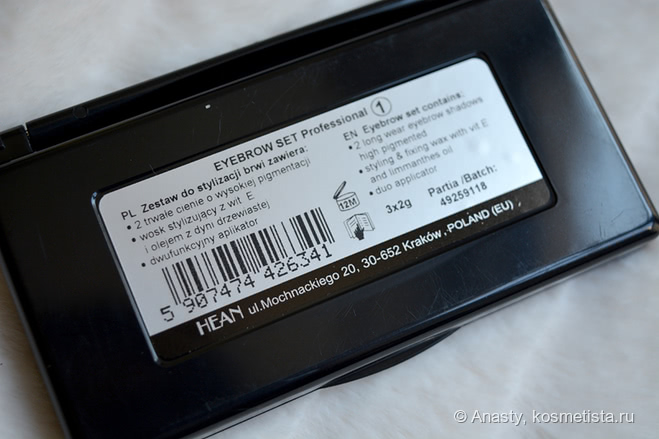 EYEBROW SET Professional 1
PL Zestaw do stylizacji brwi zawiera:
• 2 trwałe cienie o wysokiej pigmentacji
• wosk stylizujący z wit. E
i olejem z dyni drzewiastej
• dwufunkcyjny aplikator
EN Eyebrow set contains:
• 2 long wear eyebrow shadows
high pigmented
• styling & fixing wax with vit E
and limmanthes oil
• duo applicator
12M
3x2g
Partia /Batch:
49259118
5 907474 426341
HEAN ul.Mochnackiego 20, 30-652 Kraków, POLAND (EU)
© Anasty, kosmetista.ru